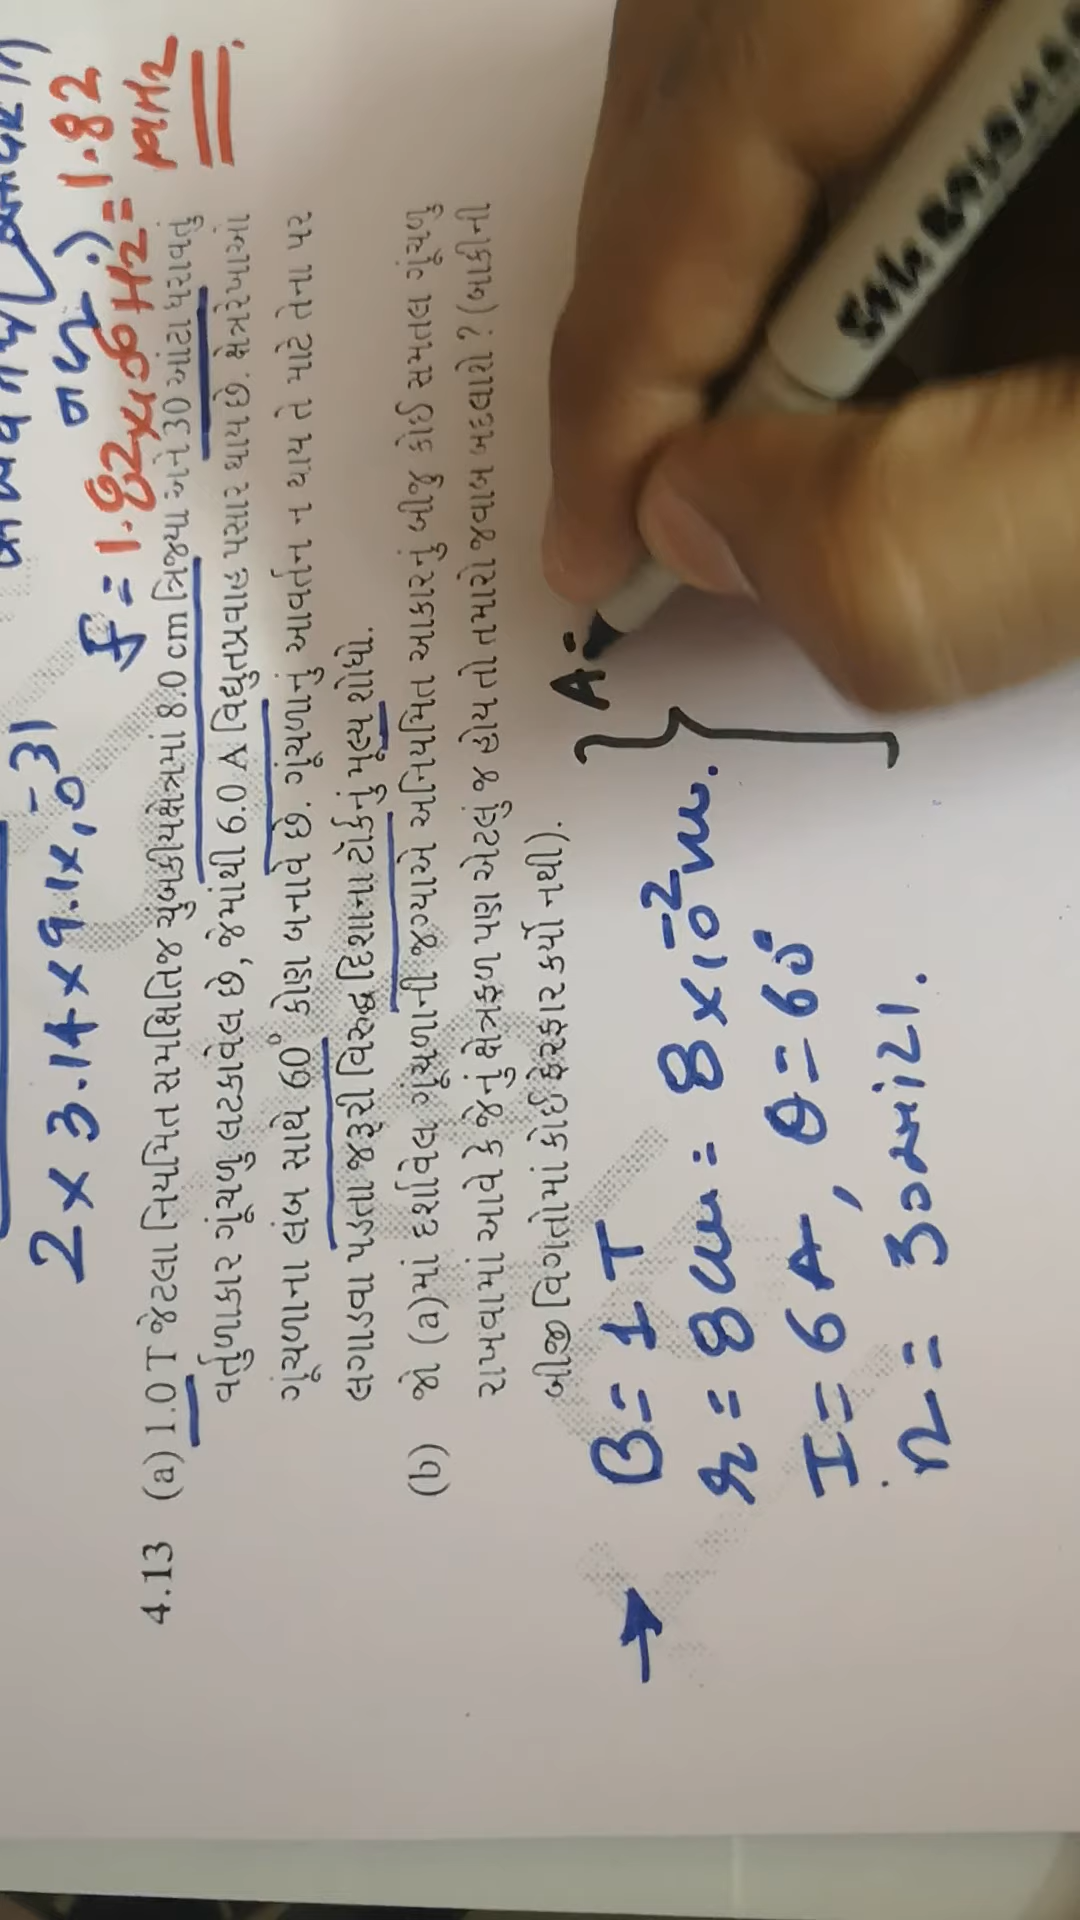 2 x 3.14 x 9.1 x 10⁻³¹
f = 1.82 x 10⁶ Hz = 1.82
MHz
4.13 (a) 1.0 T જેટલા નિયમિત સમક્ષિતિજ ચુંબકીયક્ષેત્રમાં 8.0 cm ત્રિજ્યા અને 30 આંટા ધરાવતું
વર્તુળાકાર ગૂંચળુ લટકાવેલ છે, જેમાંથી 6.0 A વિદ્યુતપ્રવાહ પસાર થાય છે. ક્ષેત્રરેખાઓ
ગૂંચળાના લંબ સાથે 60° કોણ બનાવે છે. ગૂંચળાનું આવર્તન ન થાય તે માટે તેના પર
લગાડવા પડતા જરૂરી વિરુદ્ધ દિશાના ટોર્કનું મુલ્ય શોધો.
(b) જો (a)માં દર્શાવેલ ગૂંચળાની જગ્યાએ અનિયમિત આકારનું બીજુ કોઈ સમતલ ગૂંચળુ
રાખવામાં આવે કે જેનું ક્ષેત્રફળ પણ એટલું જ હોય તો તમારો જવાબ બદલાશે ? (બાકીની
બીજી વિગતોમાં કોઈ ફેરફાર કર્યો નથી).
→ B = 1 T
r = 8 cm = 8 x 10⁻² m.
I = 6 A, θ = 60°
n = 30 આંટા.
} A =